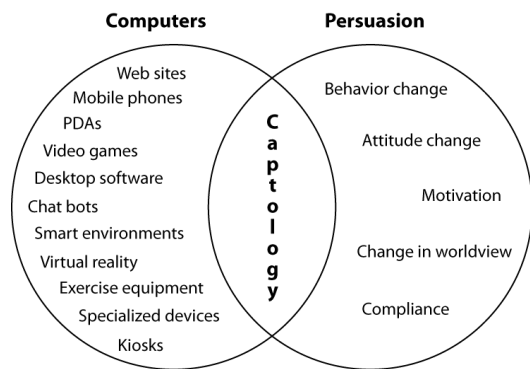 Computers
Persuasion
Web sites
Mobile phones
PDAs
Video games
Desktop software
Chat bots
Smart environments
Virtual reality
Exercise equipment
Specialized devices
Kiosks
Captology
Behavior change
Attitude change
Motivation
Change in worldview
Compliance